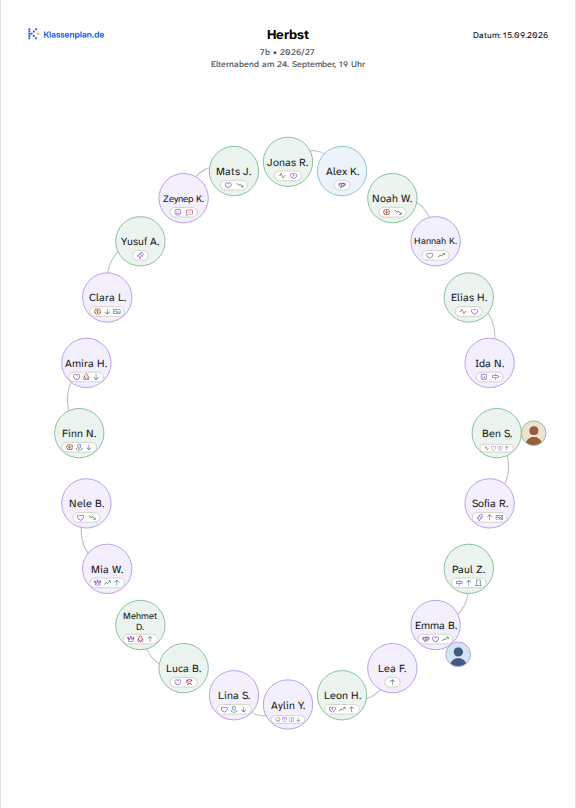 Klassenplan.de
Herbst
Datum: 15.09.2026
7b • 2026/27
Elternabend am 24. September, 19 Uhr
Jonas R.
Mats J.
Alex K.
Zeynep K.
Noah W.
Yusuf A.
Hannah K.
Clara L.
Elias H.
Amira H.
Ida N.
Finn N.
Ben S.
Nele B.
Sofia R.
Mia W.
Paul Z.
Mehmet
D.
Emma B.
Luca B.
Lea F.
Lina S.
Leon H.
Aylin Y.